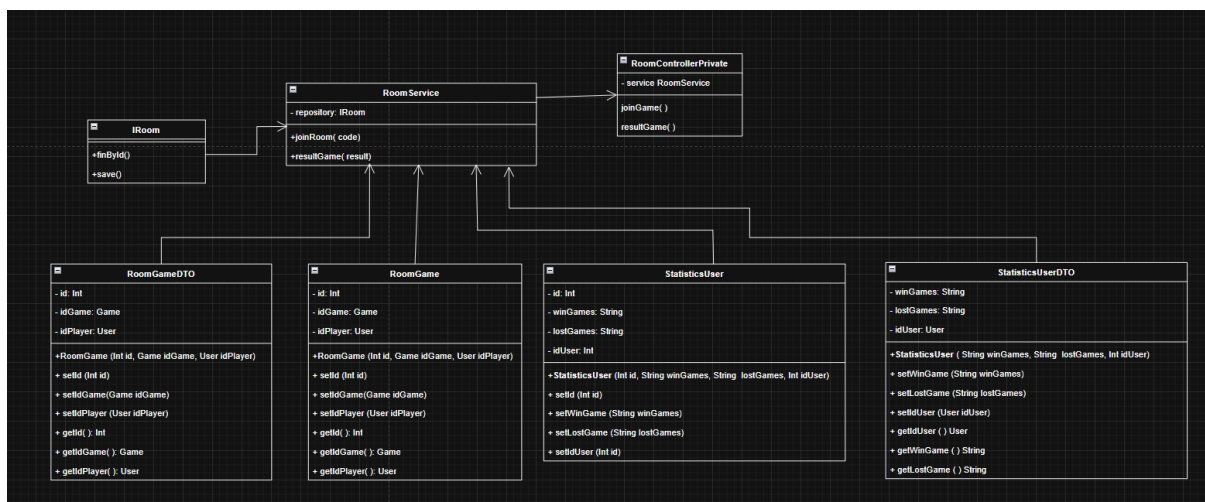 RoomControllerPrivate
- service RoomService
joinGame( )
resultGame( )
RoomService
- repository: IRoom
+joinRoom( code)
+resultGame( result)
IRoom
+finById()
+save()
RoomGameDTO
- id: Int
- idGame: Game
- idPlayer: User
+RoomGame (Int id, Game idGame, User idPlayer)
+ setId (Int id)
+ setIdGame(Game idGame)
+ setIdPlayer (User idPlayer)
+ getId( ): Int
+ getIdGame( ): Game
+ getIdPlayer( ): User
RoomGame
- id: Int
- idGame: Game
- idPlayer: User
+RoomGame (Int id, Game idGame, User idPlayer)
+ setId (Int id)
+ setIdGame(Game idGame)
+ setIdPlayer (User idPlayer)
+ getId( ): Int
+ getIdGame( ): Game
+ getIdPlayer( ): User
StatisticsUser
- id: Int
- winGames: String
- lostGames: String
- idUser: Int
+StatisticsUser (Int id, String winGames, String lostGames, Int idUser)
+ setId (Int id)
+ setWinGame (String winGames)
+ setLostGame (String lostGames)
+ setIdUser (Int id)
StatisticsUserDTO
- winGames: String
- lostGames: String
- idUser: User
+StatisticsUser ( String winGames, String lostGames, Int idUser)
+ setWinGame (String winGames)
+ setLostGame (String lostGames)
+ setIdUser (User idUser)
+ getIdUser ( ) User
+ getWinGame ( ) String
+ getLostGame ( ) String